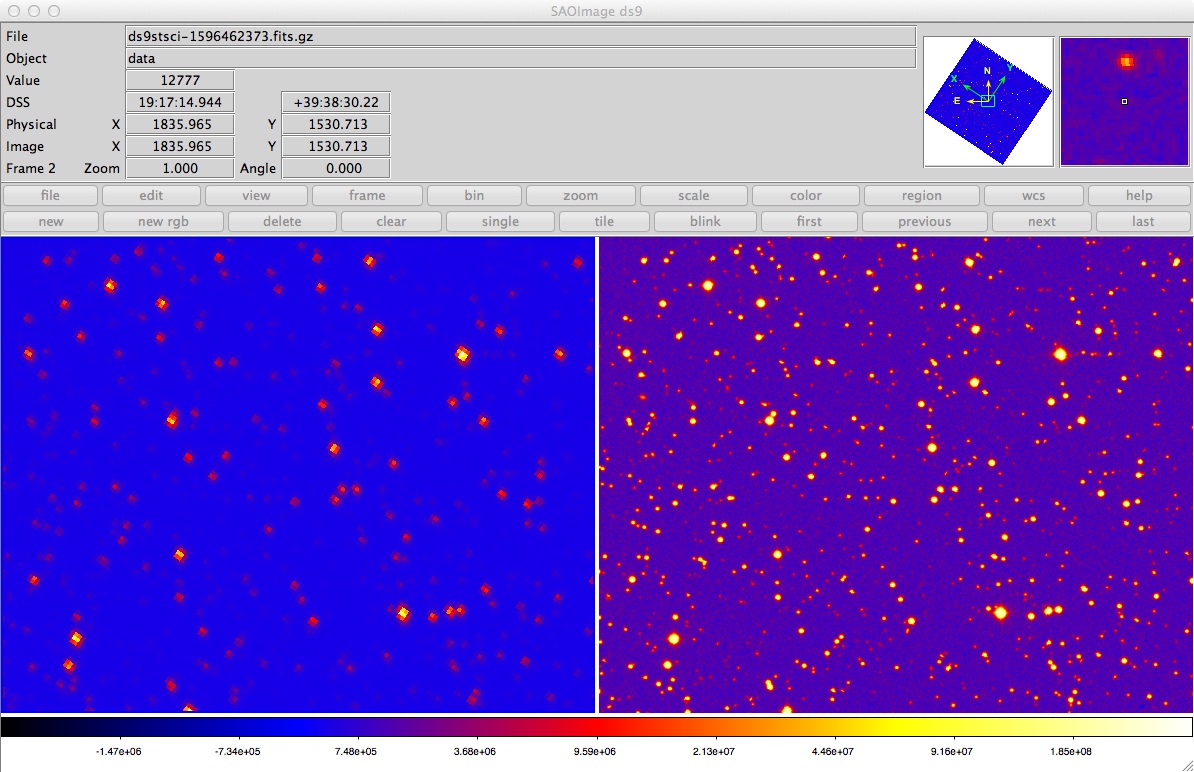 SAOImage ds9
File ds9stsci-1596462373.fits.gz
Object data
Value 12777
DSS 19:17:14.944 +39:38:30.22
Physical X 1835.965 Y 1530.713
Image X 1835.965 Y 1530.713
Frame 2 Zoom 1.000 Angle 0.000
N
E
X
Y
file edit view frame bin zoom scale color region wcs help
new new rgb delete clear single tile blink first previous next last
-1.47e+06 -7.34e+05 7.48e+05 3.66e+06 9.59e+06 2.13e+07 4.46e+07 9.16e+07 1.85e+08